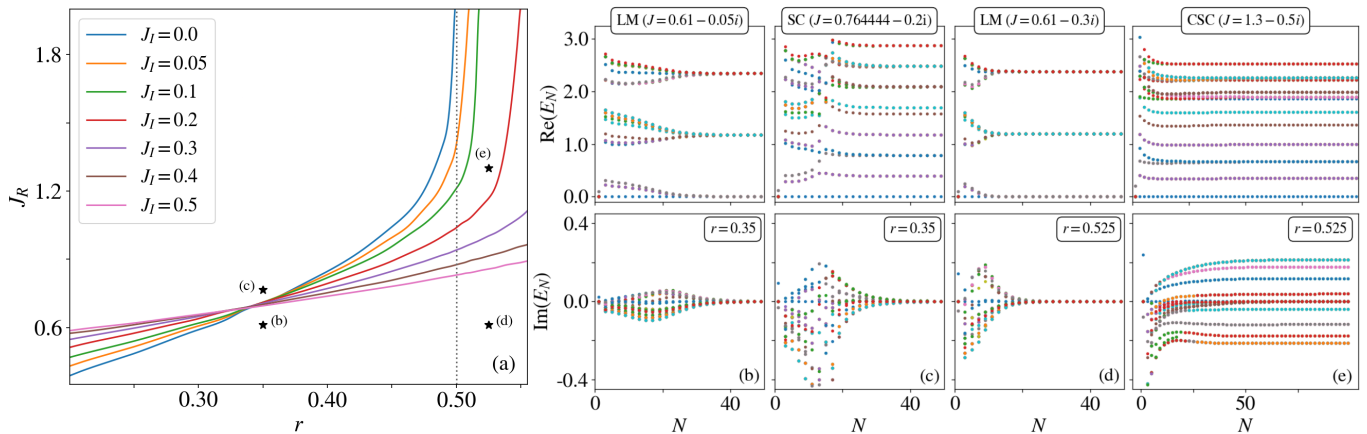 J_R
1.8
1.2
0.6
J_I = 0.0
J_I = 0.05
J_I = 0.1
J_I = 0.2
J_I = 0.3
J_I = 0.4
J_I = 0.5
(e)
(c)
(b)
(d)
(a)
0.30
0.40
0.50
r
LM (J = 0.61 − 0.05i)
SC (J = 0.764444 − 0.2i)
LM (J = 0.61 − 0.3i)
CSC (J = 1.3 − 0.5i)
Re(E_N)
3.0
2.0
1.0
0.0
Im(E_N)
0.4
0.0
-0.4
r = 0.35
r = 0.35
r = 0.525
r = 0.525
(b)
(c)
(d)
(e)
0
40
0
40
0
40
0
50
N
N
N
N